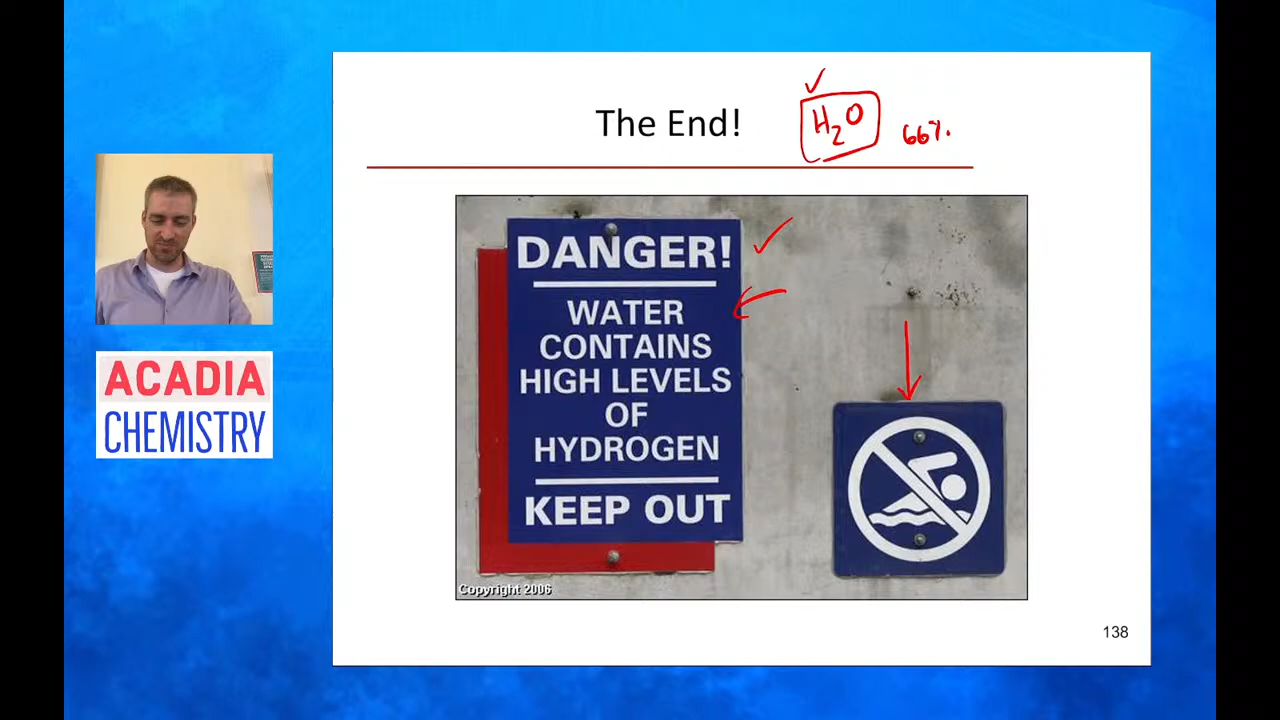 The End!
H2O
66%.
DANGER!
WATER
CONTAINS
HIGH LEVELS
OF
HYDROGEN
KEEP OUT
Copyright 2006
138
ACADIA
CHEMISTRY